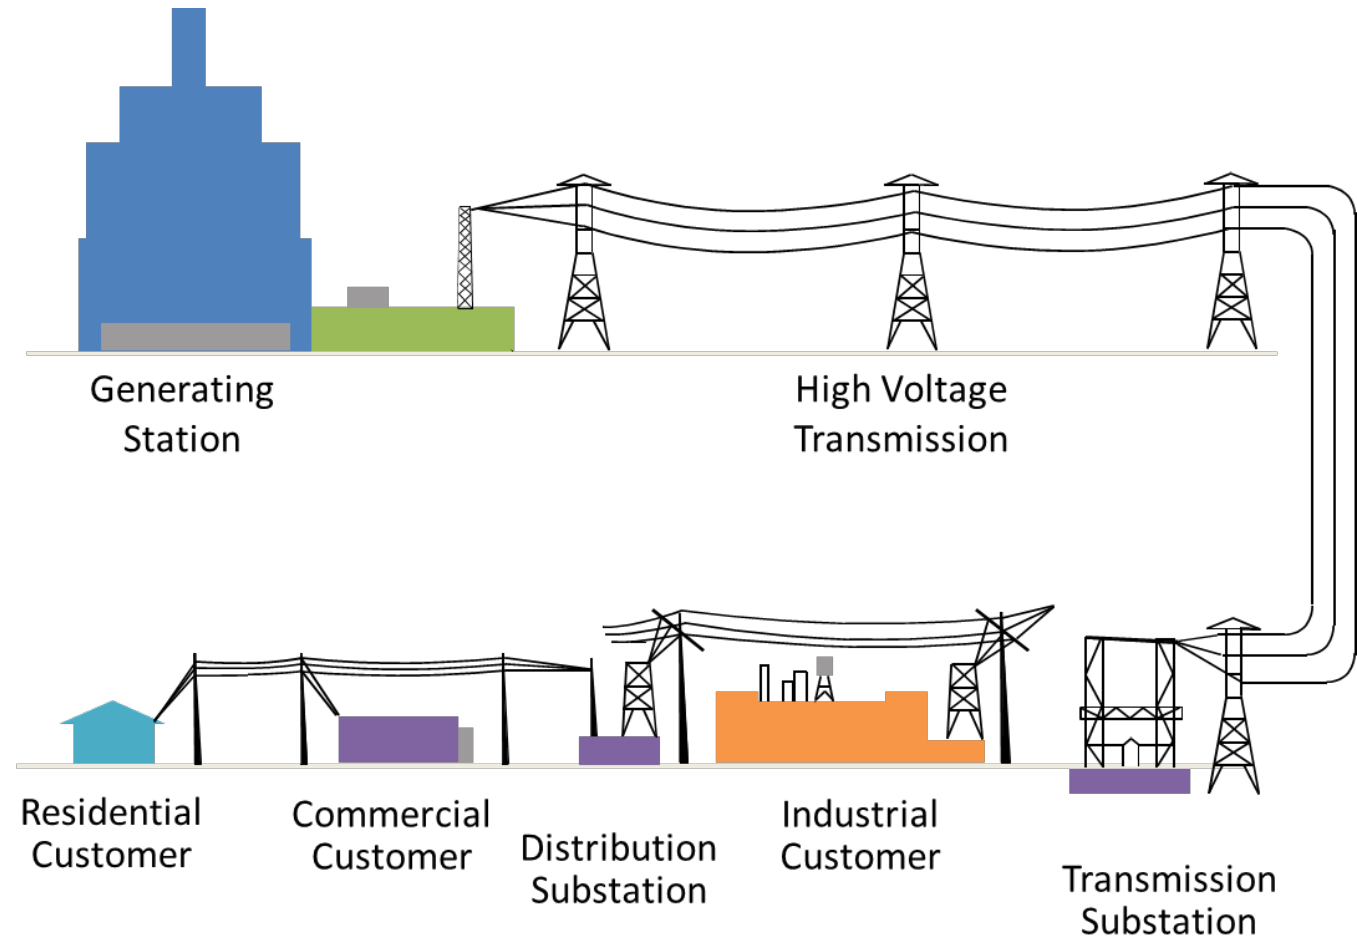 Generating
Station
High Voltage
Transmission
Residential
Customer
Commercial
Customer
Distribution
Substation
Industrial
Customer
Transmission
Substation